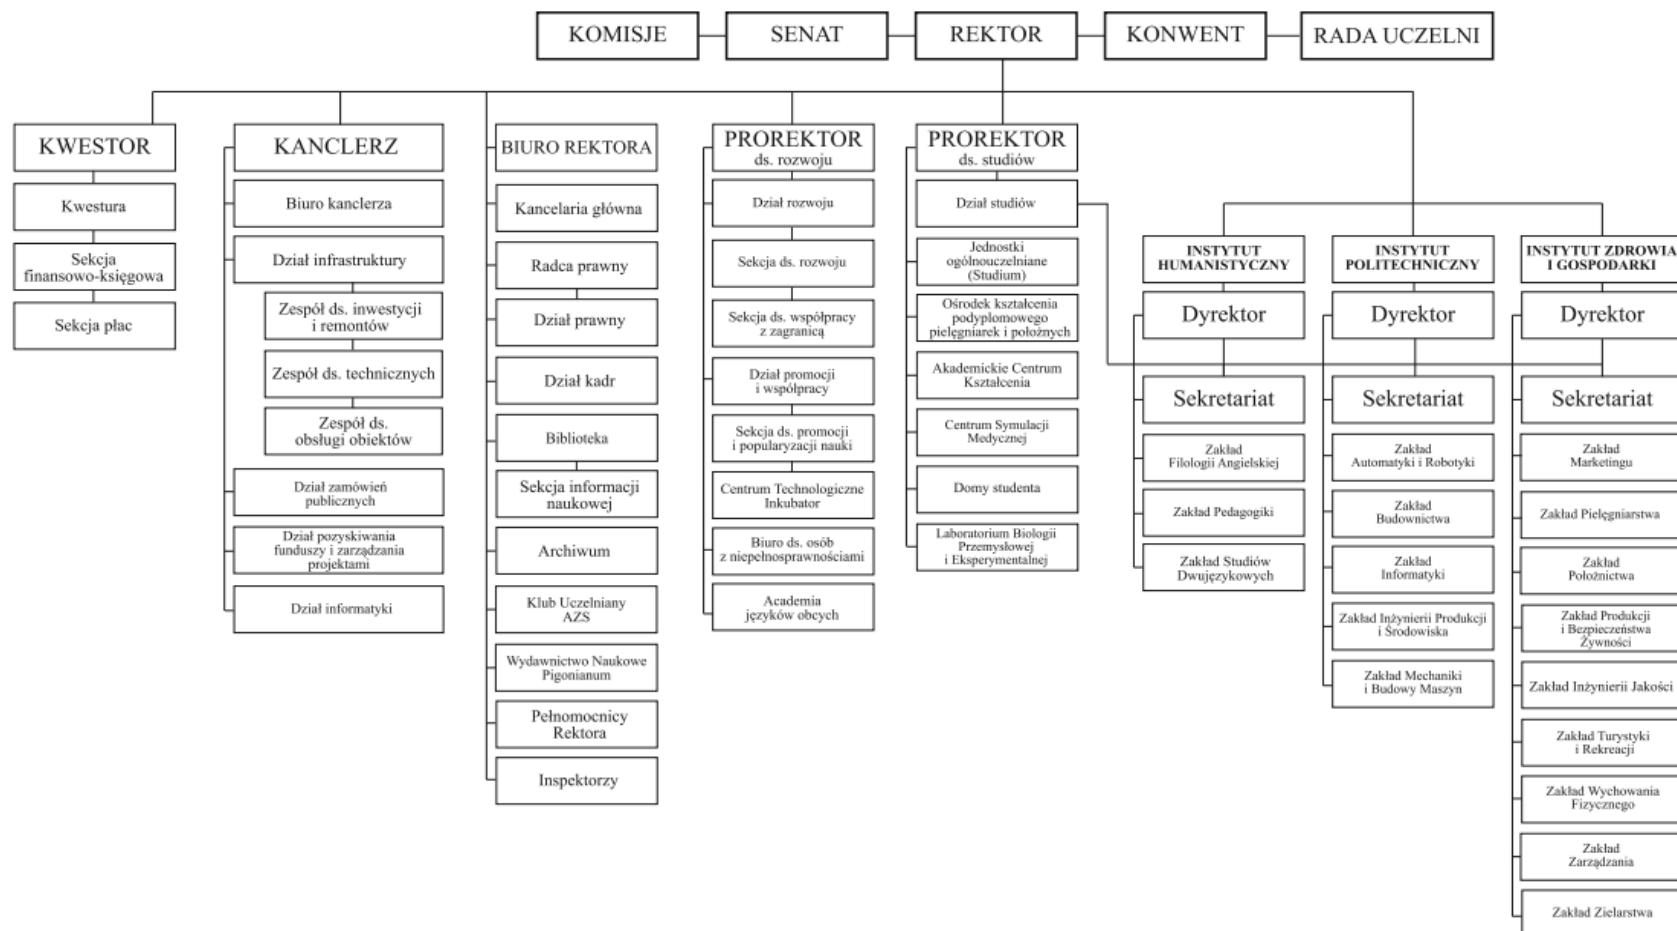 KOMISJE
SENAT
REKTOR
KONWENT
RADA UCZELNI
KWESTOR
Kwestura
Sekcja
finansowo-księgowa
Sekcja płac
KANCLERZ
Biuro kanclerza
Dział infrastruktury
Zespół ds. inwestycji
i remontów
Zespół ds. technicznych
Zespół ds.
obsługi obiektów
Dział zamówień
publicznych
Dział pozyskiwania
funduszy i zarządzania
projektami
Dział informatyki
BIURO REKTORA
Kancelaria główna
Radca prawny
Dział prawny
Dział kadr
Biblioteka
Sekcja informacji
naukowej
Archiwum
Klub Uczelniany
AZS
Wydawnictwo Naukowe
Pigonianum
Pełnomocnicy
Rektora
Inspektorzy
PROREKTOR
ds. rozwoju
Dział rozwoju
Sekcja ds. rozwoju
Sekcja ds. współpracy
z zagranicą
Dział promocji
i współpracy
Sekcja ds. promocji
i popularyzacji nauki
Centrum Technologiczne
Inkubator
Biuro ds. osób
z niepełnosprawnościami
Academia
języków obcych
PROREKTOR
ds. studiów
Dział studiów
Jednostki
ogólnouczelniane
(Studium)
Ośrodek kształcenia
podyplomowego
pielęgniarek i położnych
Akademickie Centrum
Kształcenia
Centrum Symulacji
Medycznej
Domy studenta
Laboratorium Biologii
Przemysłowej
i Eksperymentalnej
INSTYTUT
HUMANISTYCZNY
Dyrektor
Sekretariat
Zakład
Filologii Angielskiej
Zakład Pedagogiki
Zakład Studiów
Dwujęzykowych
INSTYTUT
POLITECHNICZNY
Dyrektor
Sekretariat
Zakład
Automatyki i Robotyki
Zakład
Budownictwa
Zakład
Informatyki
Zakład Inżynierii Produkcji
i Środowiska
Zakład Mechaniki
i Budowy Maszyn
INSTYTUT ZDROWIA
I GOSPODARKI
Dyrektor
Sekretariat
Zakład
Marketingu
Zakład Pielęgniarstwa
Zakład
Położnictwa
Zakład Produkcji
i Bezpieczeństwa
Żywności
Zakład Inżynierii Jakości
Zakład Turystyki
i Rekreacji
Zakład Wychowania
Fizycznego
Zakład
Zarządzania
Zakład Zielarstwa